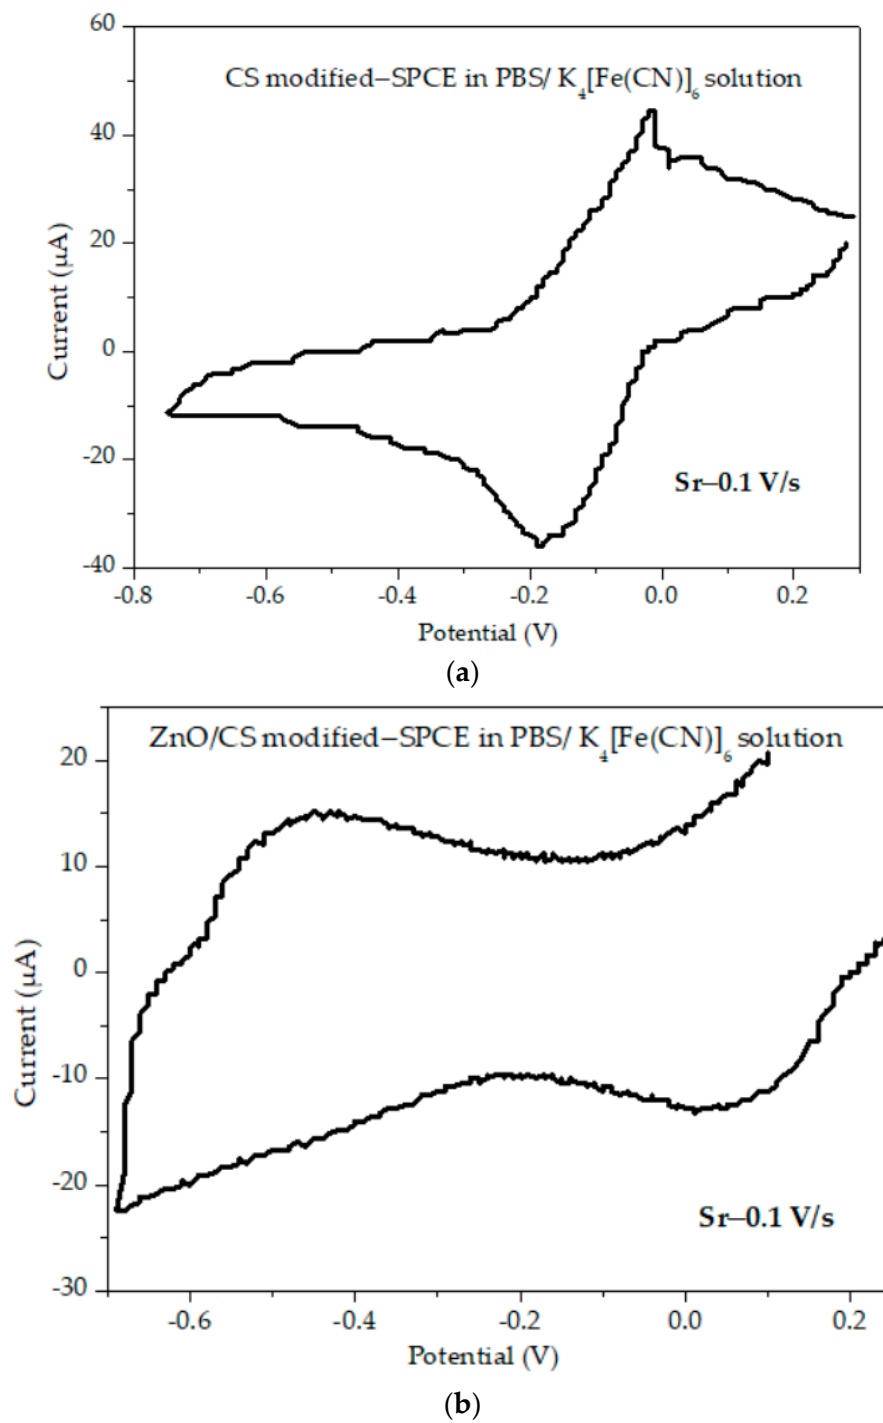 60
CS modified–SPCE in PBS/ K4[Fe(CN)]6 solution
40
20
0
-20
-40
Current (µA)
Sr–0.1 V/s
-0.8 -0.6 -0.4 -0.2 0.0 0.2
Potential (V)
(a)
ZnO/CS modified–SPCE in PBS/ K4[Fe(CN)]6 solution
20
10
0
-10
-20
-30
Current (µA)
Sr–0.1 V/s
-0.6 -0.4 -0.2 0.0 0.2
Potential (V)
(b)